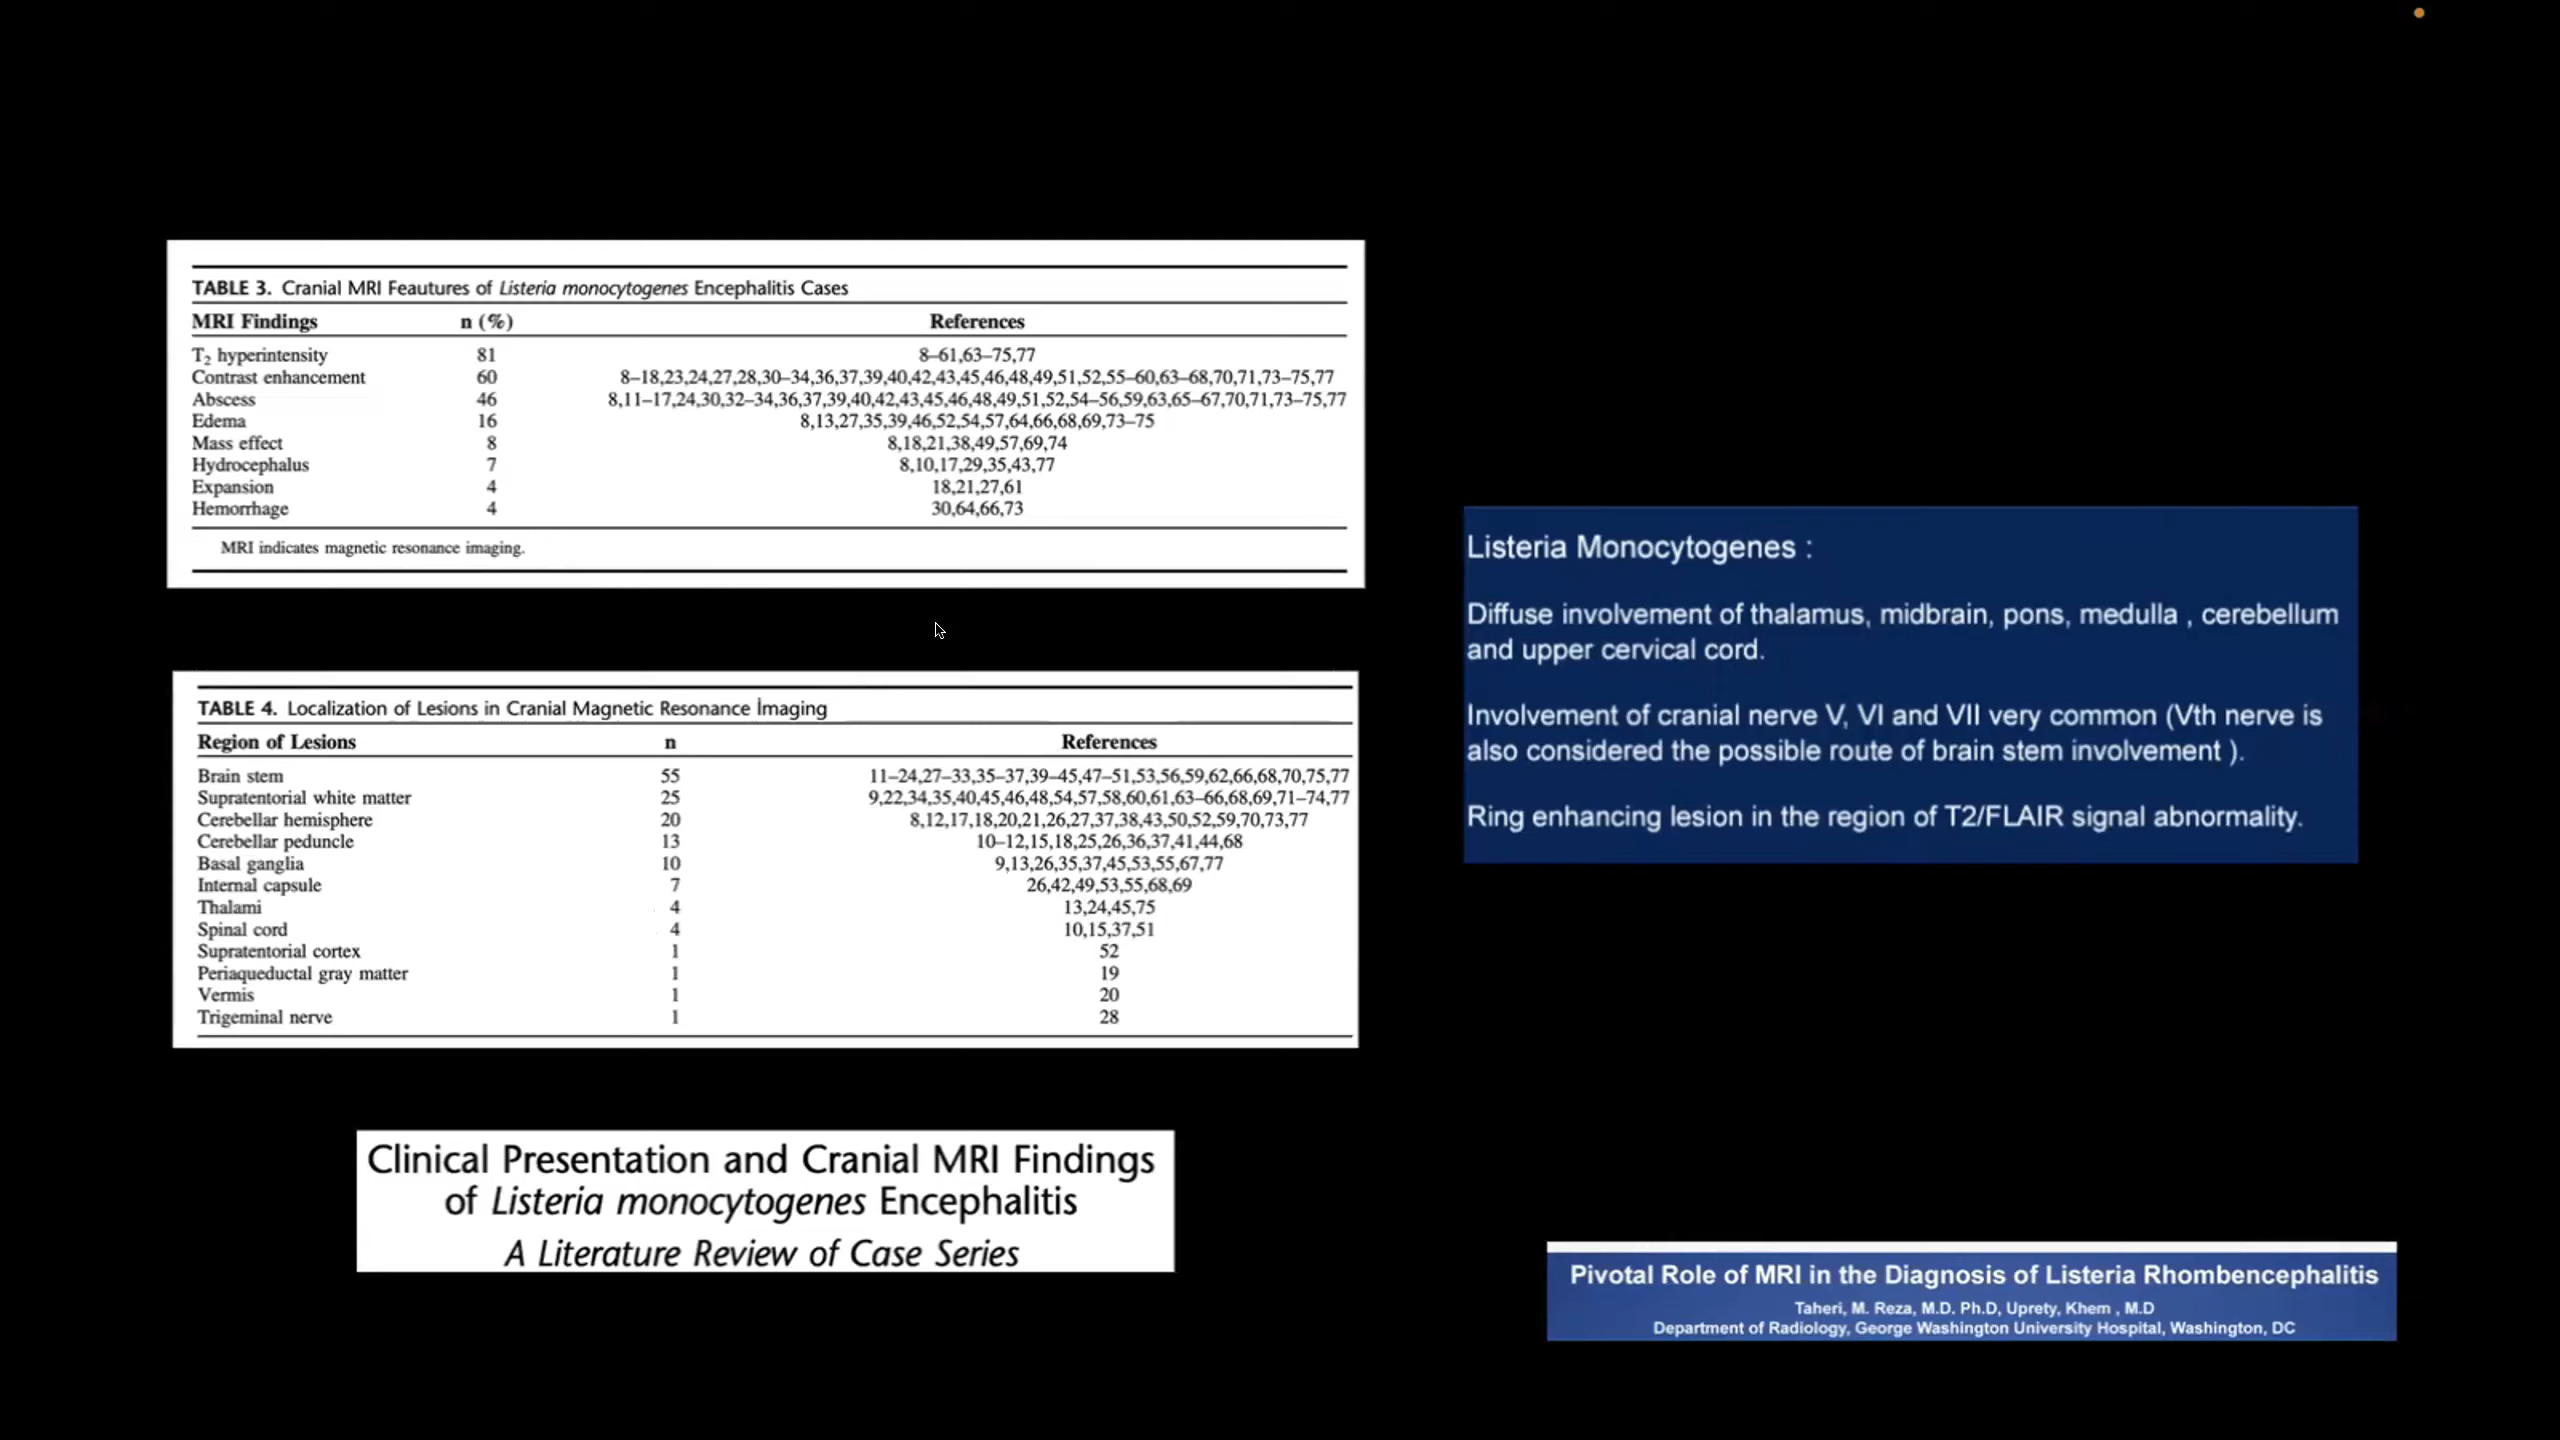 TABLE 3. Cranial MRI Feautures of Listeria monocytogenes Encephalitis Cases
MRI Findings n (%) References
T2 hyperintensity 81 8–61,63–75,77
Contrast enhancement 60 8–18,23,24,27,28,30–34,36,37,39,40,42,43,45,46,48,49,51,52,55–60,63–68,70,71,73–75,77
Abscess 46 8,11–17,24,30,32–34,36,37,39,40,42,43,45,46,48,49,51,52,54–56,59,63,65–67,70,71,73–75,77
Edema 16 8,13,27,35,39,46,52,54,57,64,66,68,69,73–75
Mass effect 8 8,18,21,38,49,57,69,74
Hydrocephalus 7 8,10,17,29,35,43,77
Expansion 4 18,21,27,61
Hemorrhage 4 30,64,66,73
MRI indicates magnetic resonance imaging.
TABLE 4. Localization of Lesions in Cranial Magnetic Resonance İmaging
Region of Lesions n References
Brain stem 55 11–24,27–33,35–37,39–45,47–51,53,56,59,62,66,68,70,75,77
Supratentorial white matter 25 9,22,34,35,40,45,46,48,54,57,58,60,61,63–66,68,69,71–74,77
Cerebellar hemisphere 20 8,12,17,18,20,21,26,27,37,38,43,50,52,59,70,73,77
Cerebellar peduncle 13 10–12,15,18,25,26,36,37,41,44,68
Basal ganglia 10 9,13,26,35,37,45,53,55,67,77
Internal capsule 7 26,42,49,53,55,68,69
Thalami 4 13,24,45,75
Spinal cord 4 10,15,37,51
Supratentorial cortex 1 52
Periaqueductal gray matter 1 19
Vermis 1 20
Trigeminal nerve 1 28
Clinical Presentation and Cranial MRI Findings
of Listeria monocytogenes Encephalitis
A Literature Review of Case Series
Listeria Monocytogenes :
Diffuse involvement of thalamus, midbrain, pons, medulla , cerebellum
and upper cervical cord.
Involvement of cranial nerve V, VI and VII very common (Vth nerve is
also considered the possible route of brain stem involvement ).
Ring enhancing lesion in the region of T2/FLAIR signal abnormality.
Pivotal Role of MRI in the Diagnosis of Listeria Rhombencephalitis
Taheri, M. Reza, M.D. Ph.D, Uprety, Khem , M.D
Department of Radiology, George Washington University Hospital, Washington, DC